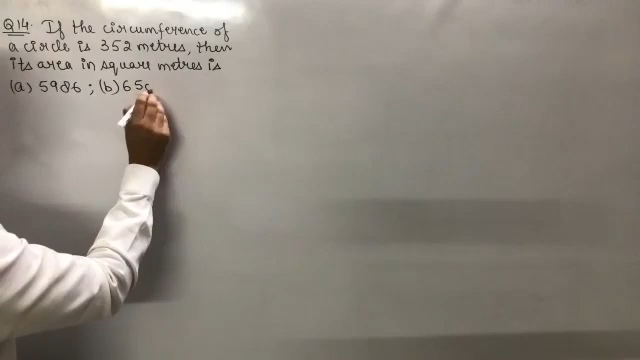 Q14. If the circumference of
a circle is 352 metres, then
its area in square metres is
(a) 5986 ; (b) 65